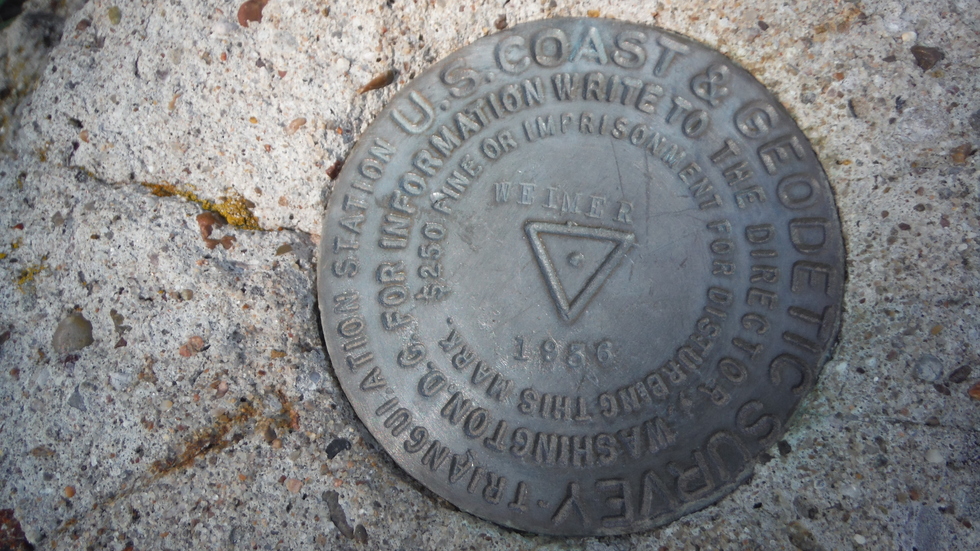 U.S. COAST & GEODETIC SURVEY · TRIANGULATION STATION
FOR INFORMATION WRITE TO THE DIRECTOR, WASHINGTON, D.C.
$250 FINE OR IMPRISONMENT FOR DISTURBING THIS MARK.
WEIMER